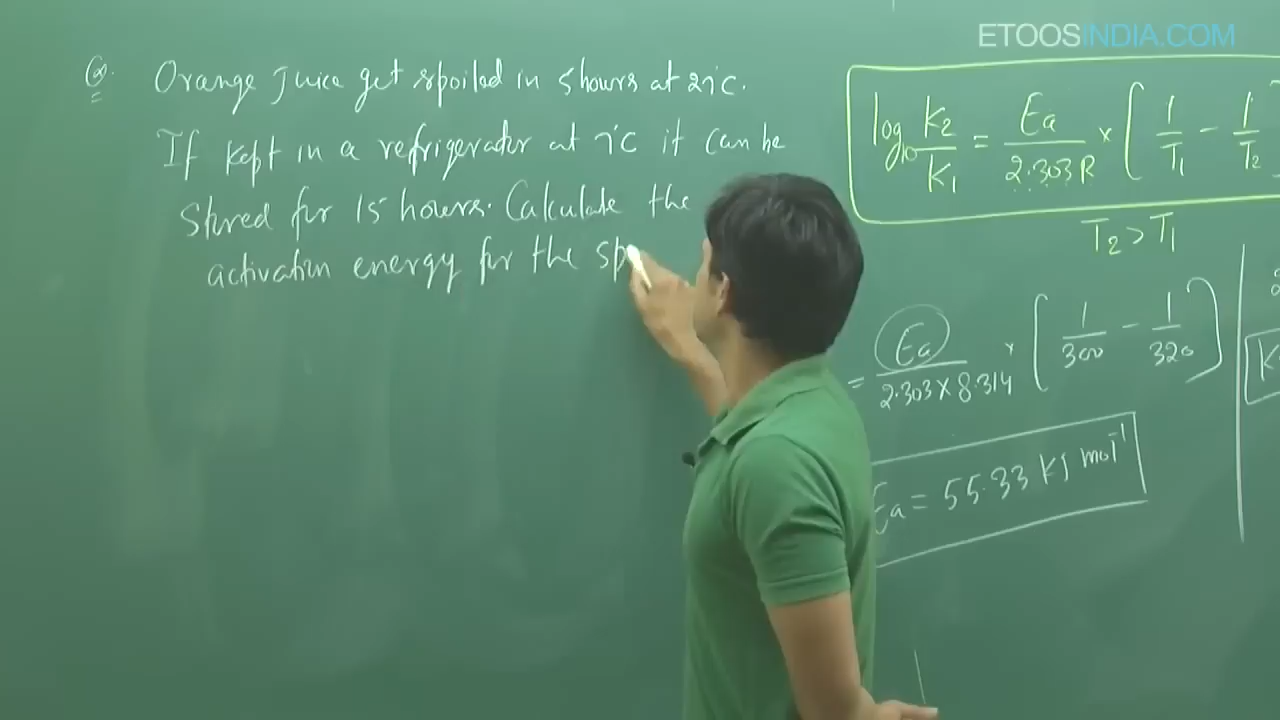 ETOOSINDIA.COM
Q. Orange Juice get spoiled in 5 hours at 27°C.
If kept in a refrigerator at 7°C it can be
stored for 15 hours. Calculate the
activation energy for the sp
log₁₀ K₂/K₁ = Ea/2.303R × [1/T₁ - 1/T₂]
T₂ > T₁
= Ea/2.303×8.314 × [1/300 - 1/320]
Ea = 55.33 KJ mol⁻¹
K